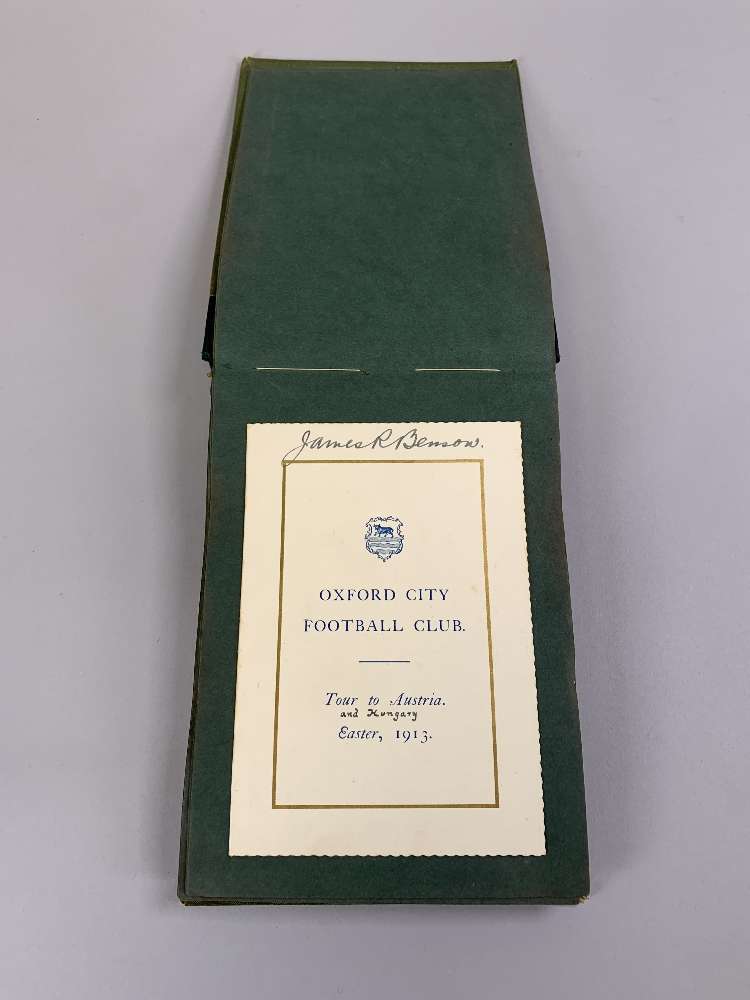 James R Benson.
OXFORD CITY
FOOTBALL CLUB.
Tour to Austria.
and Hungary
Easter, 1913.